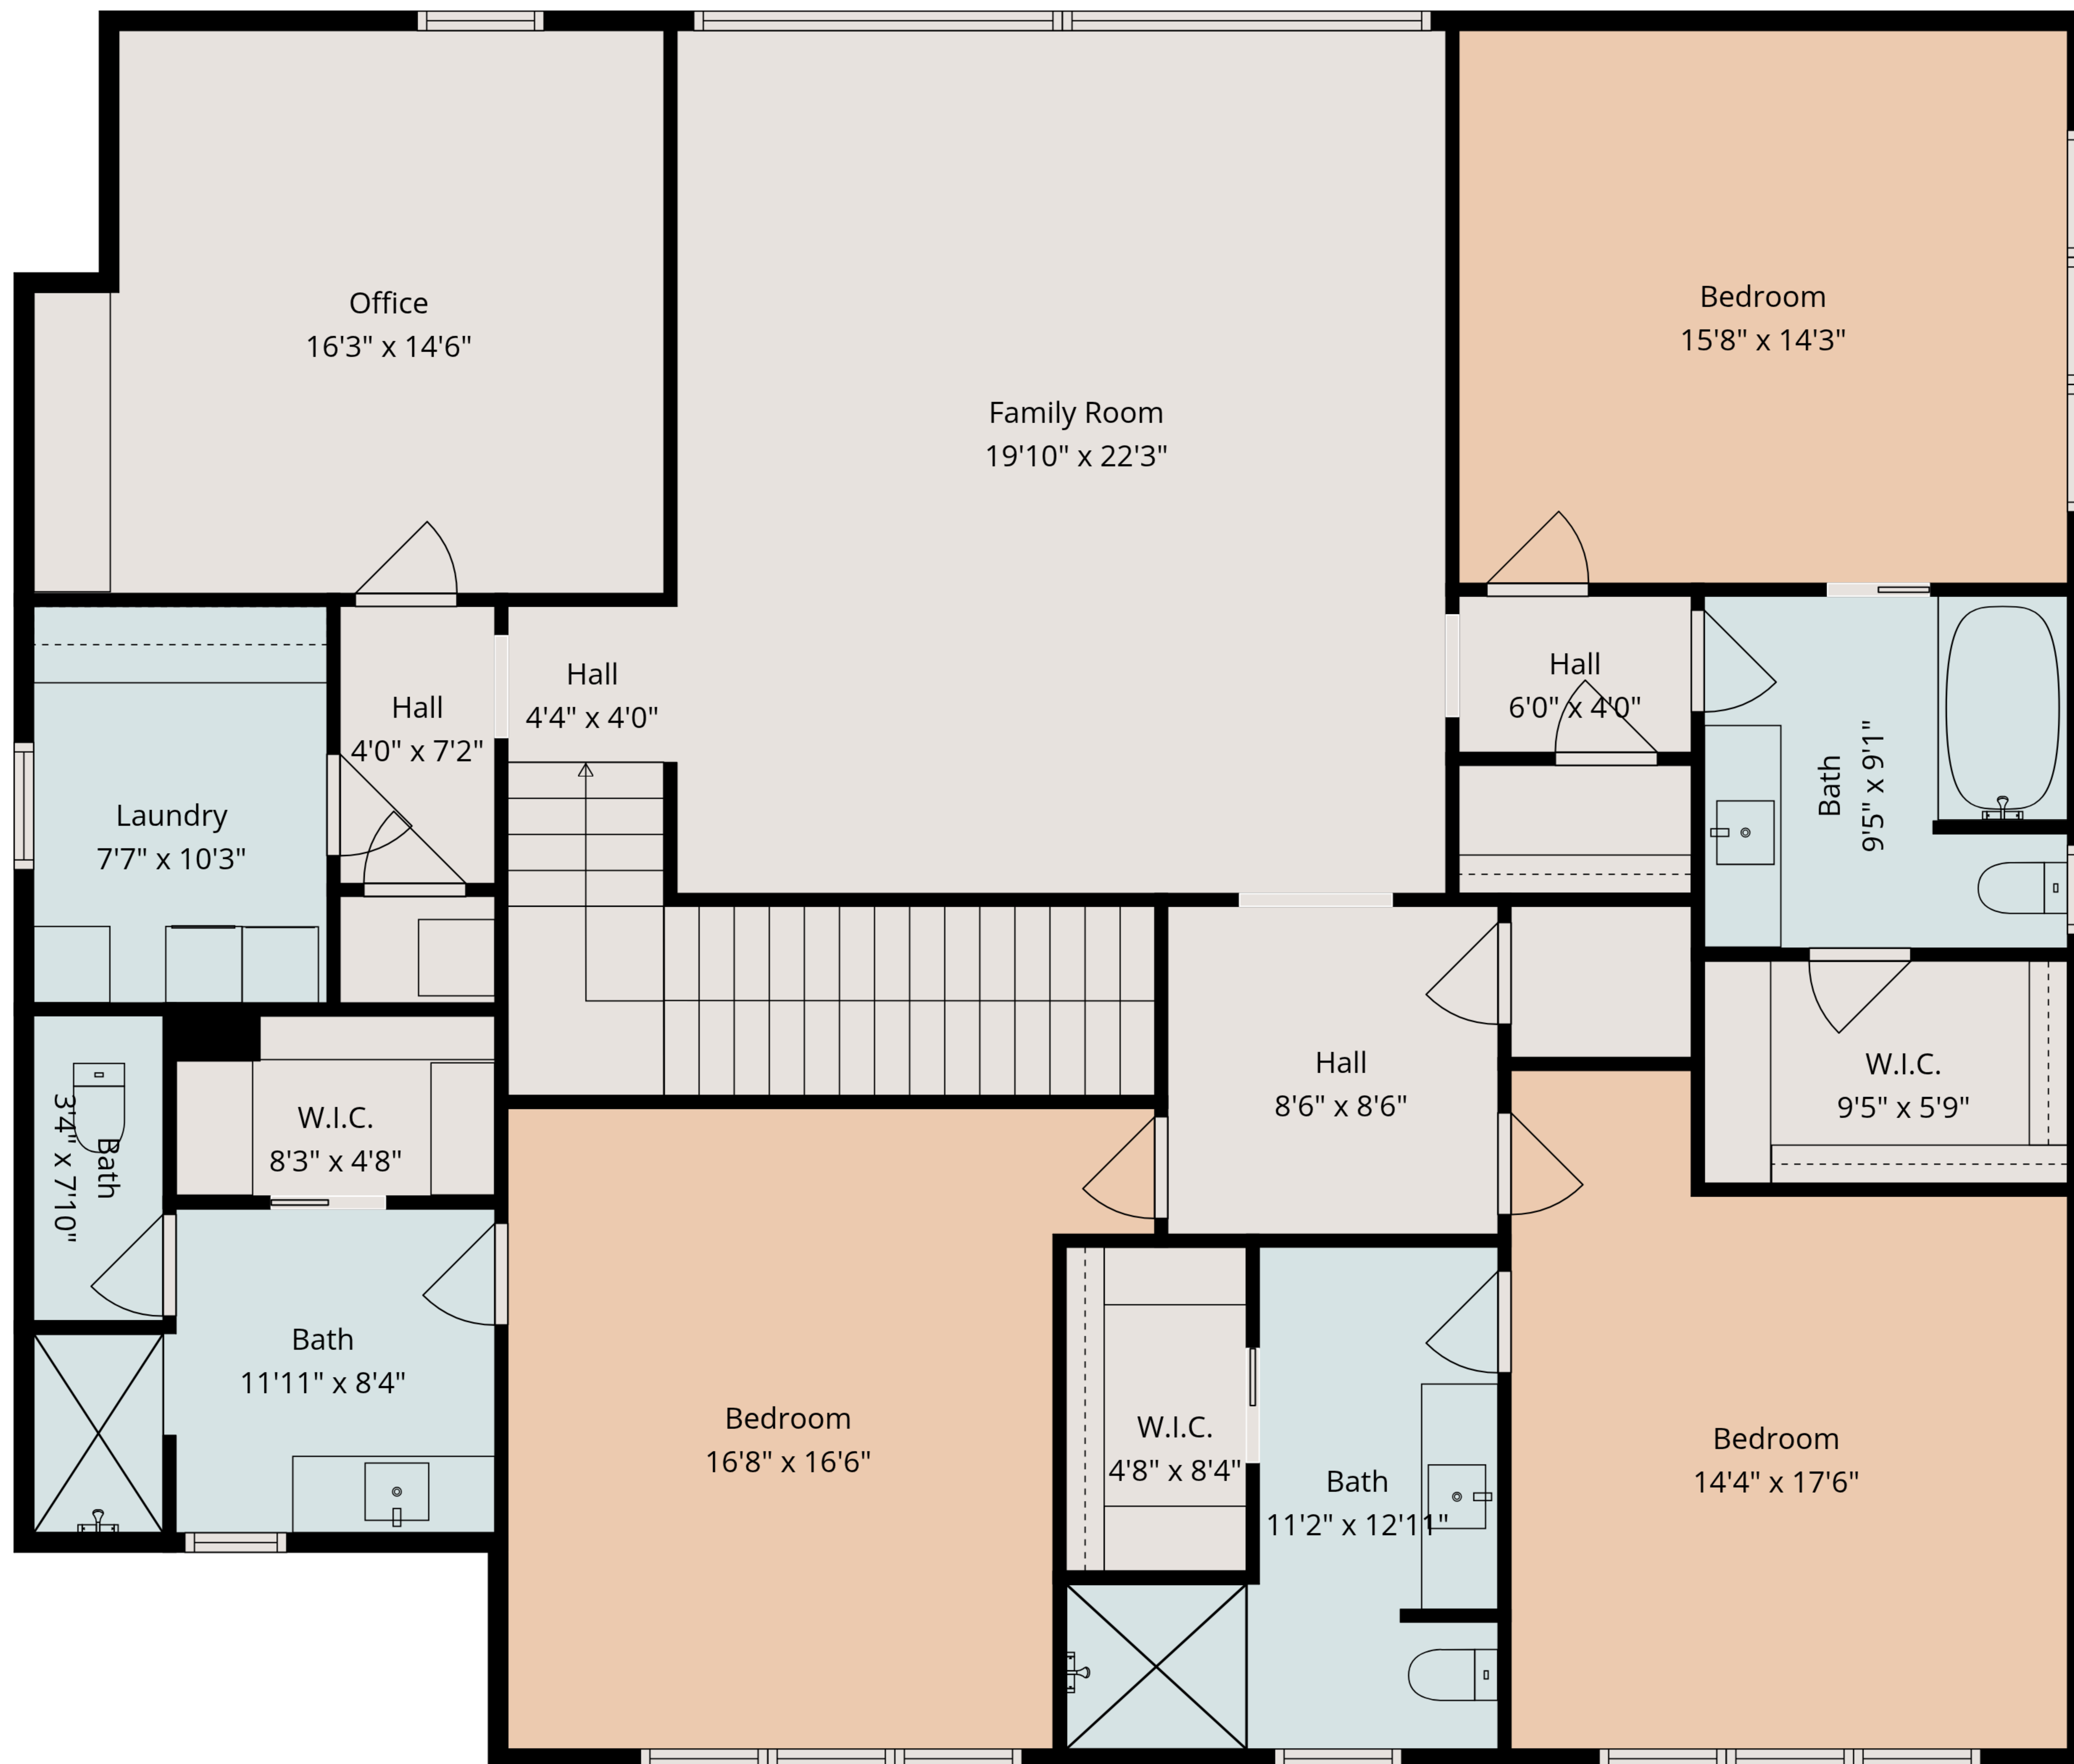 Office
16'3" x 14'6"
Family Room
19'10" x 22'3"
Bedroom
15'8" x 14'3"
Hall
4'0" x 7'2"
Hall
4'4" x 4'0"
Hall
6'0" x 4'0"
Laundry
7'7" x 10'3"
Bath
9'5" x 9'1"
Bath
3'4" x 7'10"
W.I.C.
8'3" x 4'8"
Hall
8'6" x 8'6"
W.I.C.
9'5" x 5'9"
Bath
11'11" x 8'4"
Bedroom
16'8" x 16'6"
W.I.C.
4'8" x 8'4"
Bath
11'2" x 12'11"
Bedroom
14'4" x 17'6"